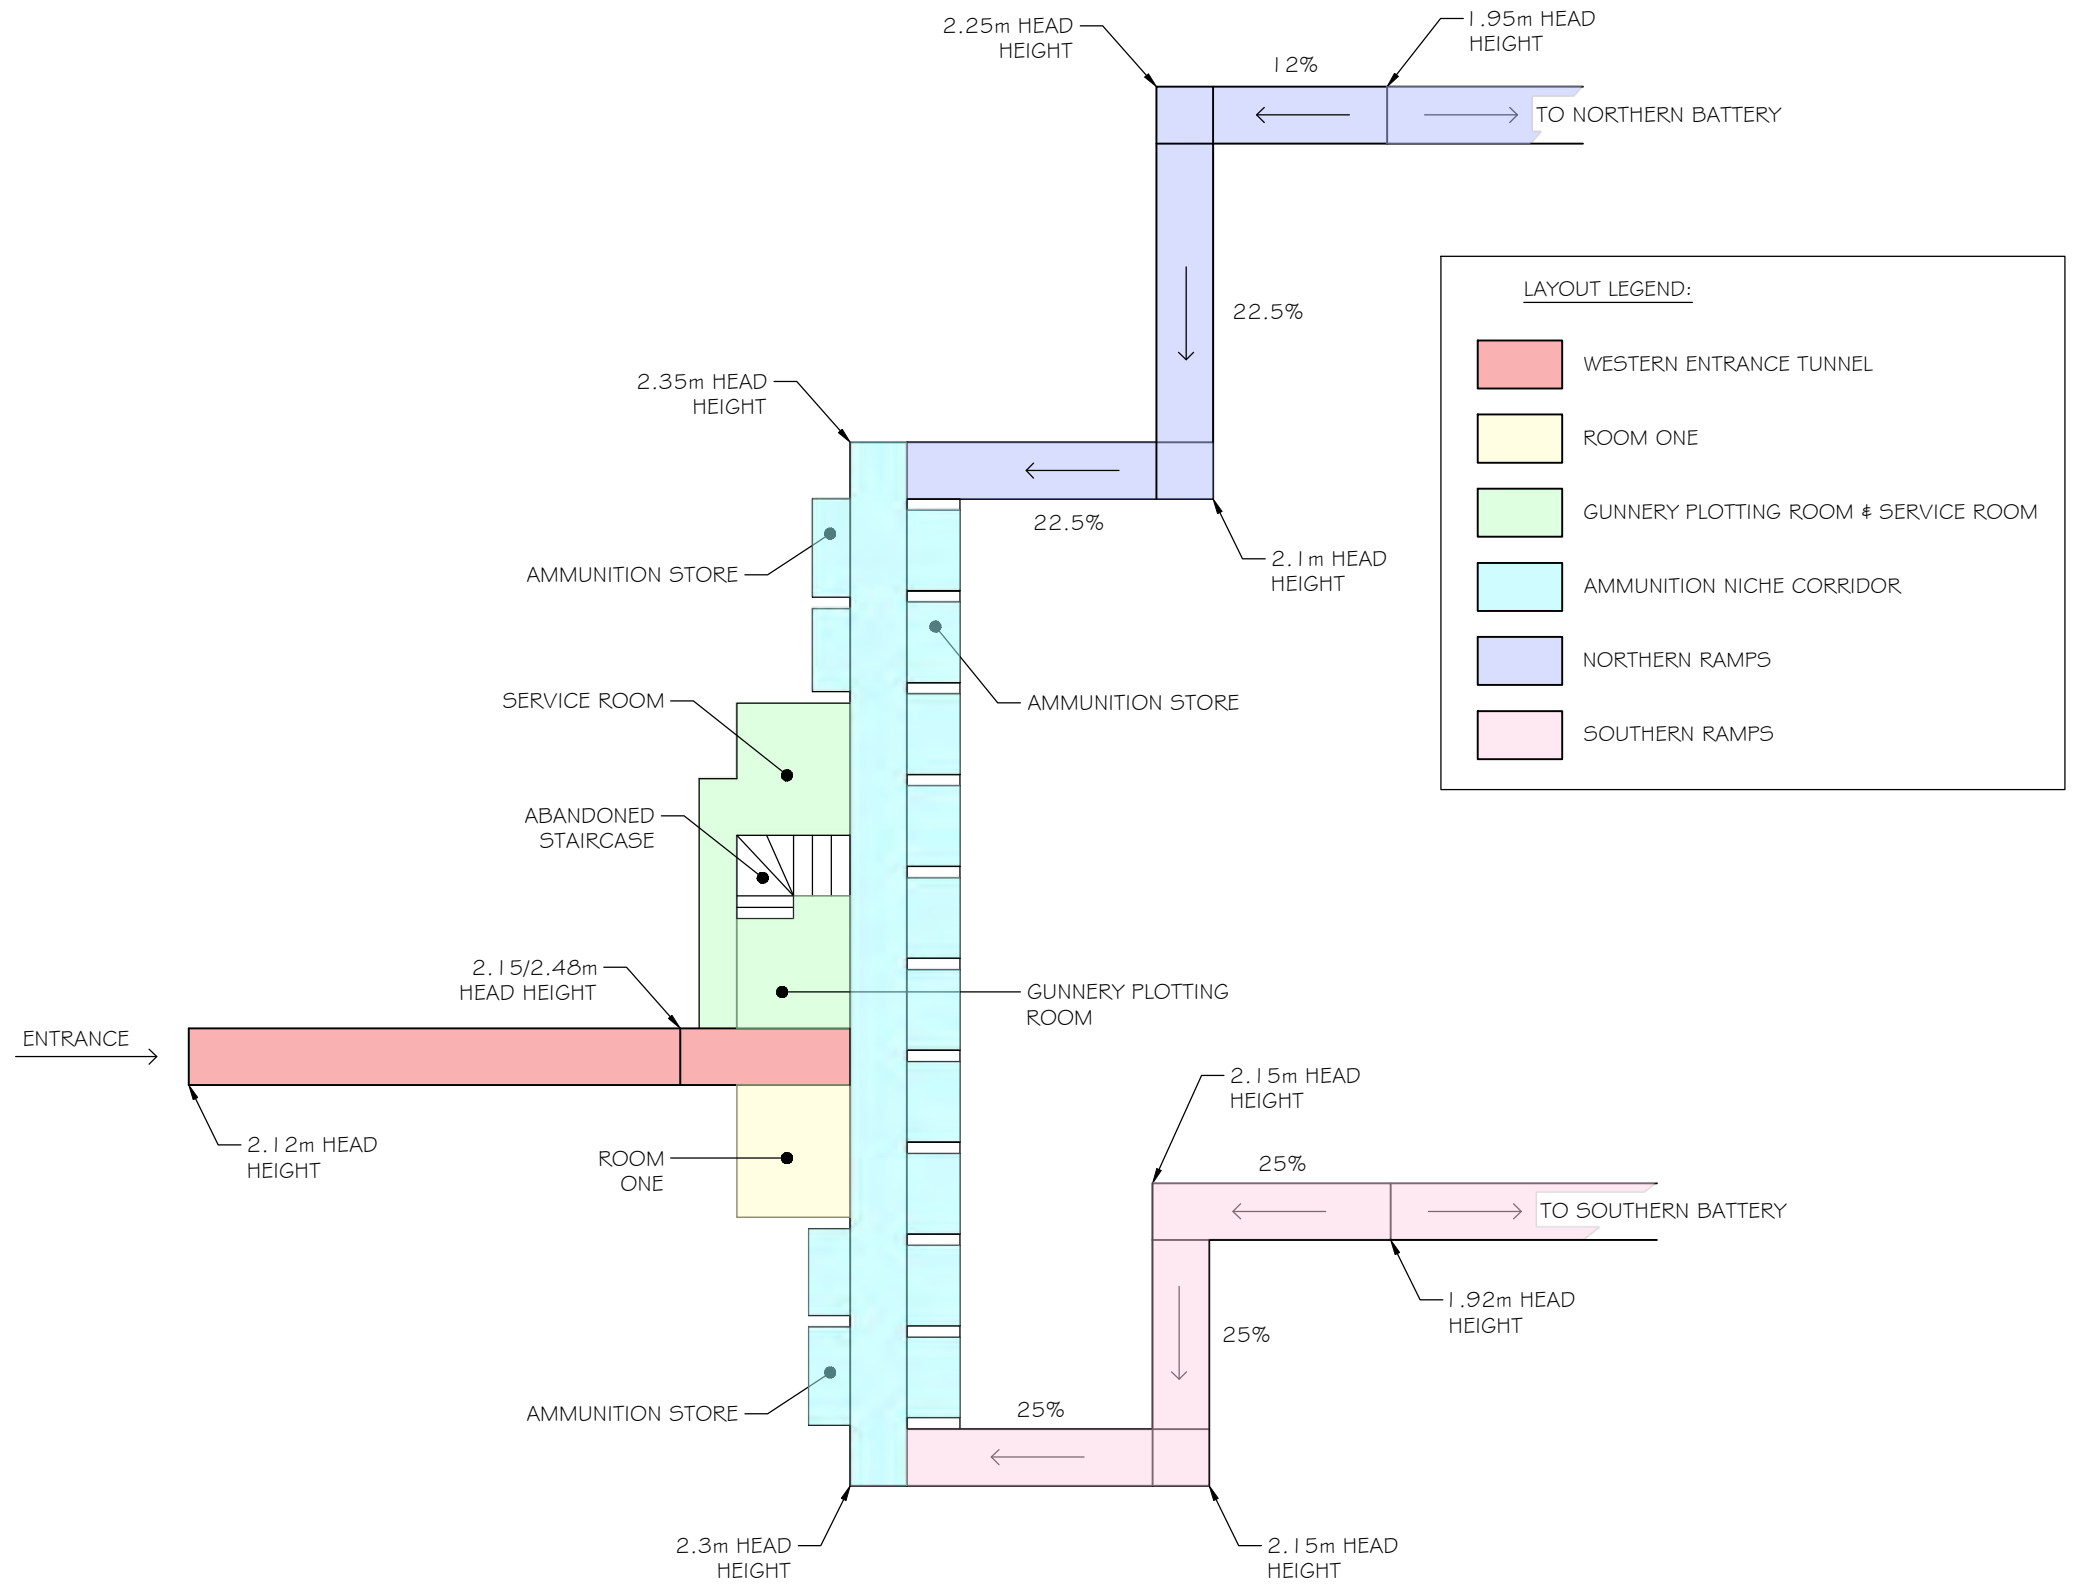 2.25m HEAD
HEIGHT
1.95m HEAD
HEIGHT
12%
TO NORTHERN BATTERY
22.5%
LAYOUT LEGEND:
WESTERN ENTRANCE TUNNEL
ROOM ONE
GUNNERY PLOTTING ROOM & SERVICE ROOM
AMMUNITION NICHE CORRIDOR
NORTHERN RAMPS
SOUTHERN RAMPS
2.35m HEAD
HEIGHT
22.5%
2.1m HEAD
HEIGHT
AMMUNITION STORE
SERVICE ROOM
AMMUNITION STORE
ABANDONED
STAIRCASE
2.15/2.48m
HEAD HEIGHT
GUNNERY PLOTTING
ROOM
ENTRANCE
2.12m HEAD
HEIGHT
ROOM
ONE
2.15m HEAD
HEIGHT
25%
TO SOUTHERN BATTERY
1.92m HEAD
HEIGHT
25%
25%
AMMUNITION STORE
2.3m HEAD
HEIGHT
2.15m HEAD
HEIGHT